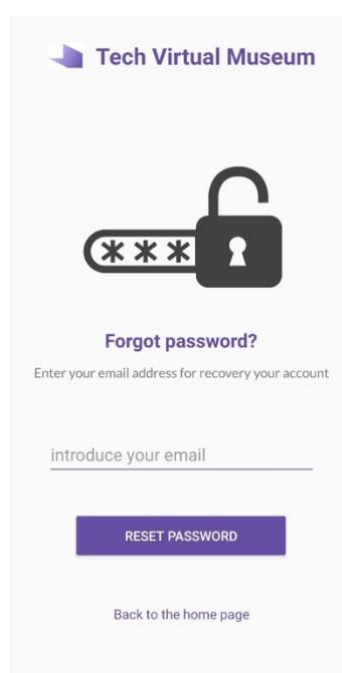 Tech Virtual Museum
***
Forgot password?
Enter your email address for recovery your account
introduce your email
RESET PASSWORD
Back to the home page